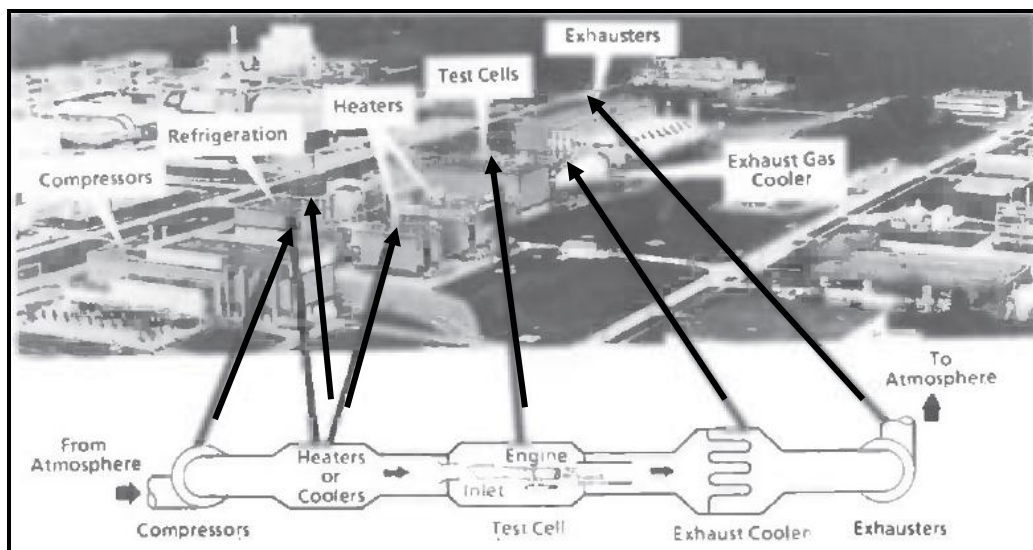 Exhausters
Test Cells
Heaters
Refrigeration
Compressors
Exhaust Gas
Cooler
To
Atmosphere
From
Atmosphere
Heaters
or
Coolers
Engine
Inlet
Compressors
Test Cell
Exhaust Cooler
Exhausters